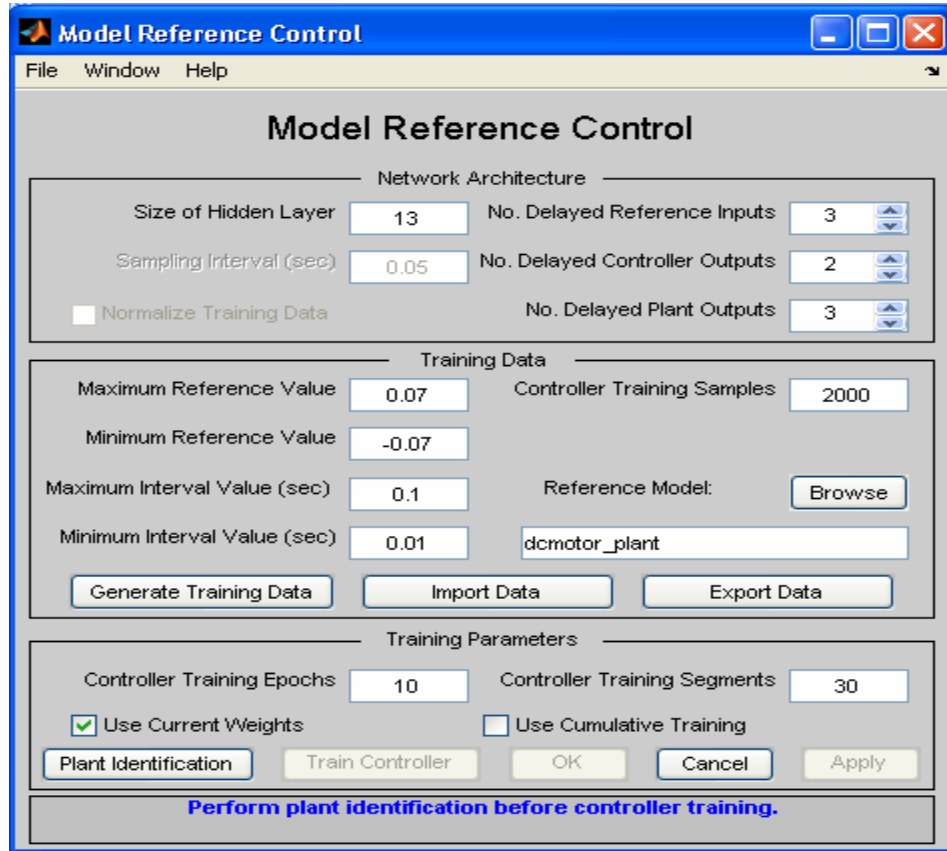 Model Reference Control
File Window Help
Model Reference Control
Network Architecture
Size of Hidden Layer 13 No. Delayed Reference Inputs 3
Sampling Interval (sec) 0.05 No. Delayed Controller Outputs 2
Normalize Training Data No. Delayed Plant Outputs 3
Training Data
Maximum Reference Value 0.07 Controller Training Samples 2000
Minimum Reference Value -0.07
Maximum Interval Value (sec) 0.1 Reference Model: Browse
Minimum Interval Value (sec) 0.01 dcmotor_plant
Generate Training Data Import Data Export Data
Training Parameters
Controller Training Epochs 10 Controller Training Segments 30
Use Current Weights Use Cumulative Training
Plant Identification Train Controller OK Cancel Apply
Perform plant identification before controller training.